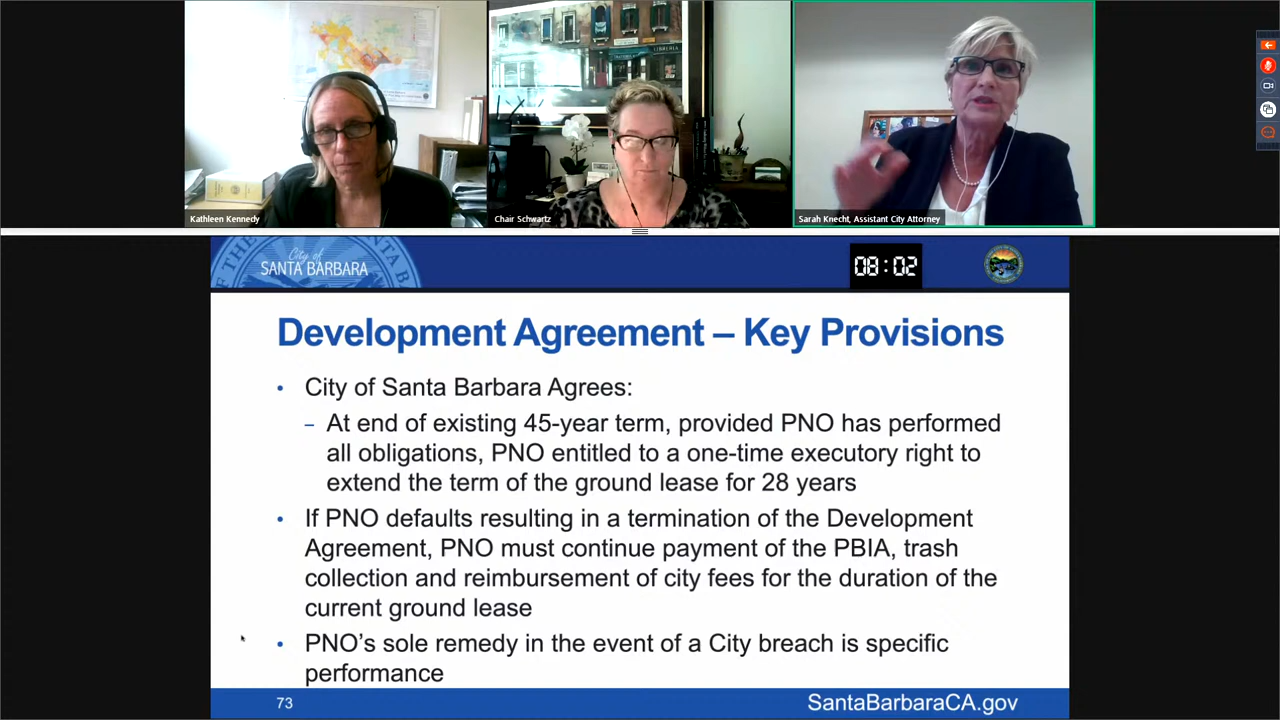 Kathleen Kennedy
Chair Schwartz
Sarah Knecht, Assistant City Attorney
City of
SANTA BARBARA
08:02
Development Agreement – Key Provisions
• City of Santa Barbara Agrees:
– At end of existing 45-year term, provided PNO has performed
all obligations, PNO entitled to a one-time executory right to
extend the term of the ground lease for 28 years
• If PNO defaults resulting in a termination of the Development
Agreement, PNO must continue payment of the PBIA, trash
collection and reimbursement of city fees for the duration of the
current ground lease
• PNO’s sole remedy in the event of a City breach is specific
performance
73
SantaBarbaraCA.gov